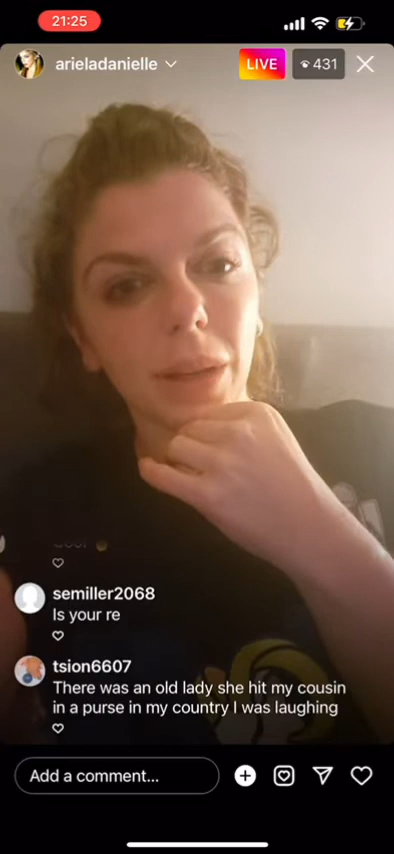 21:25
arieladanielle
LIVE
431
semiller2068
Is your re
tsion6607
There was an old lady she hit my cousin
in a purse in my country I was laughing
Add a comment...